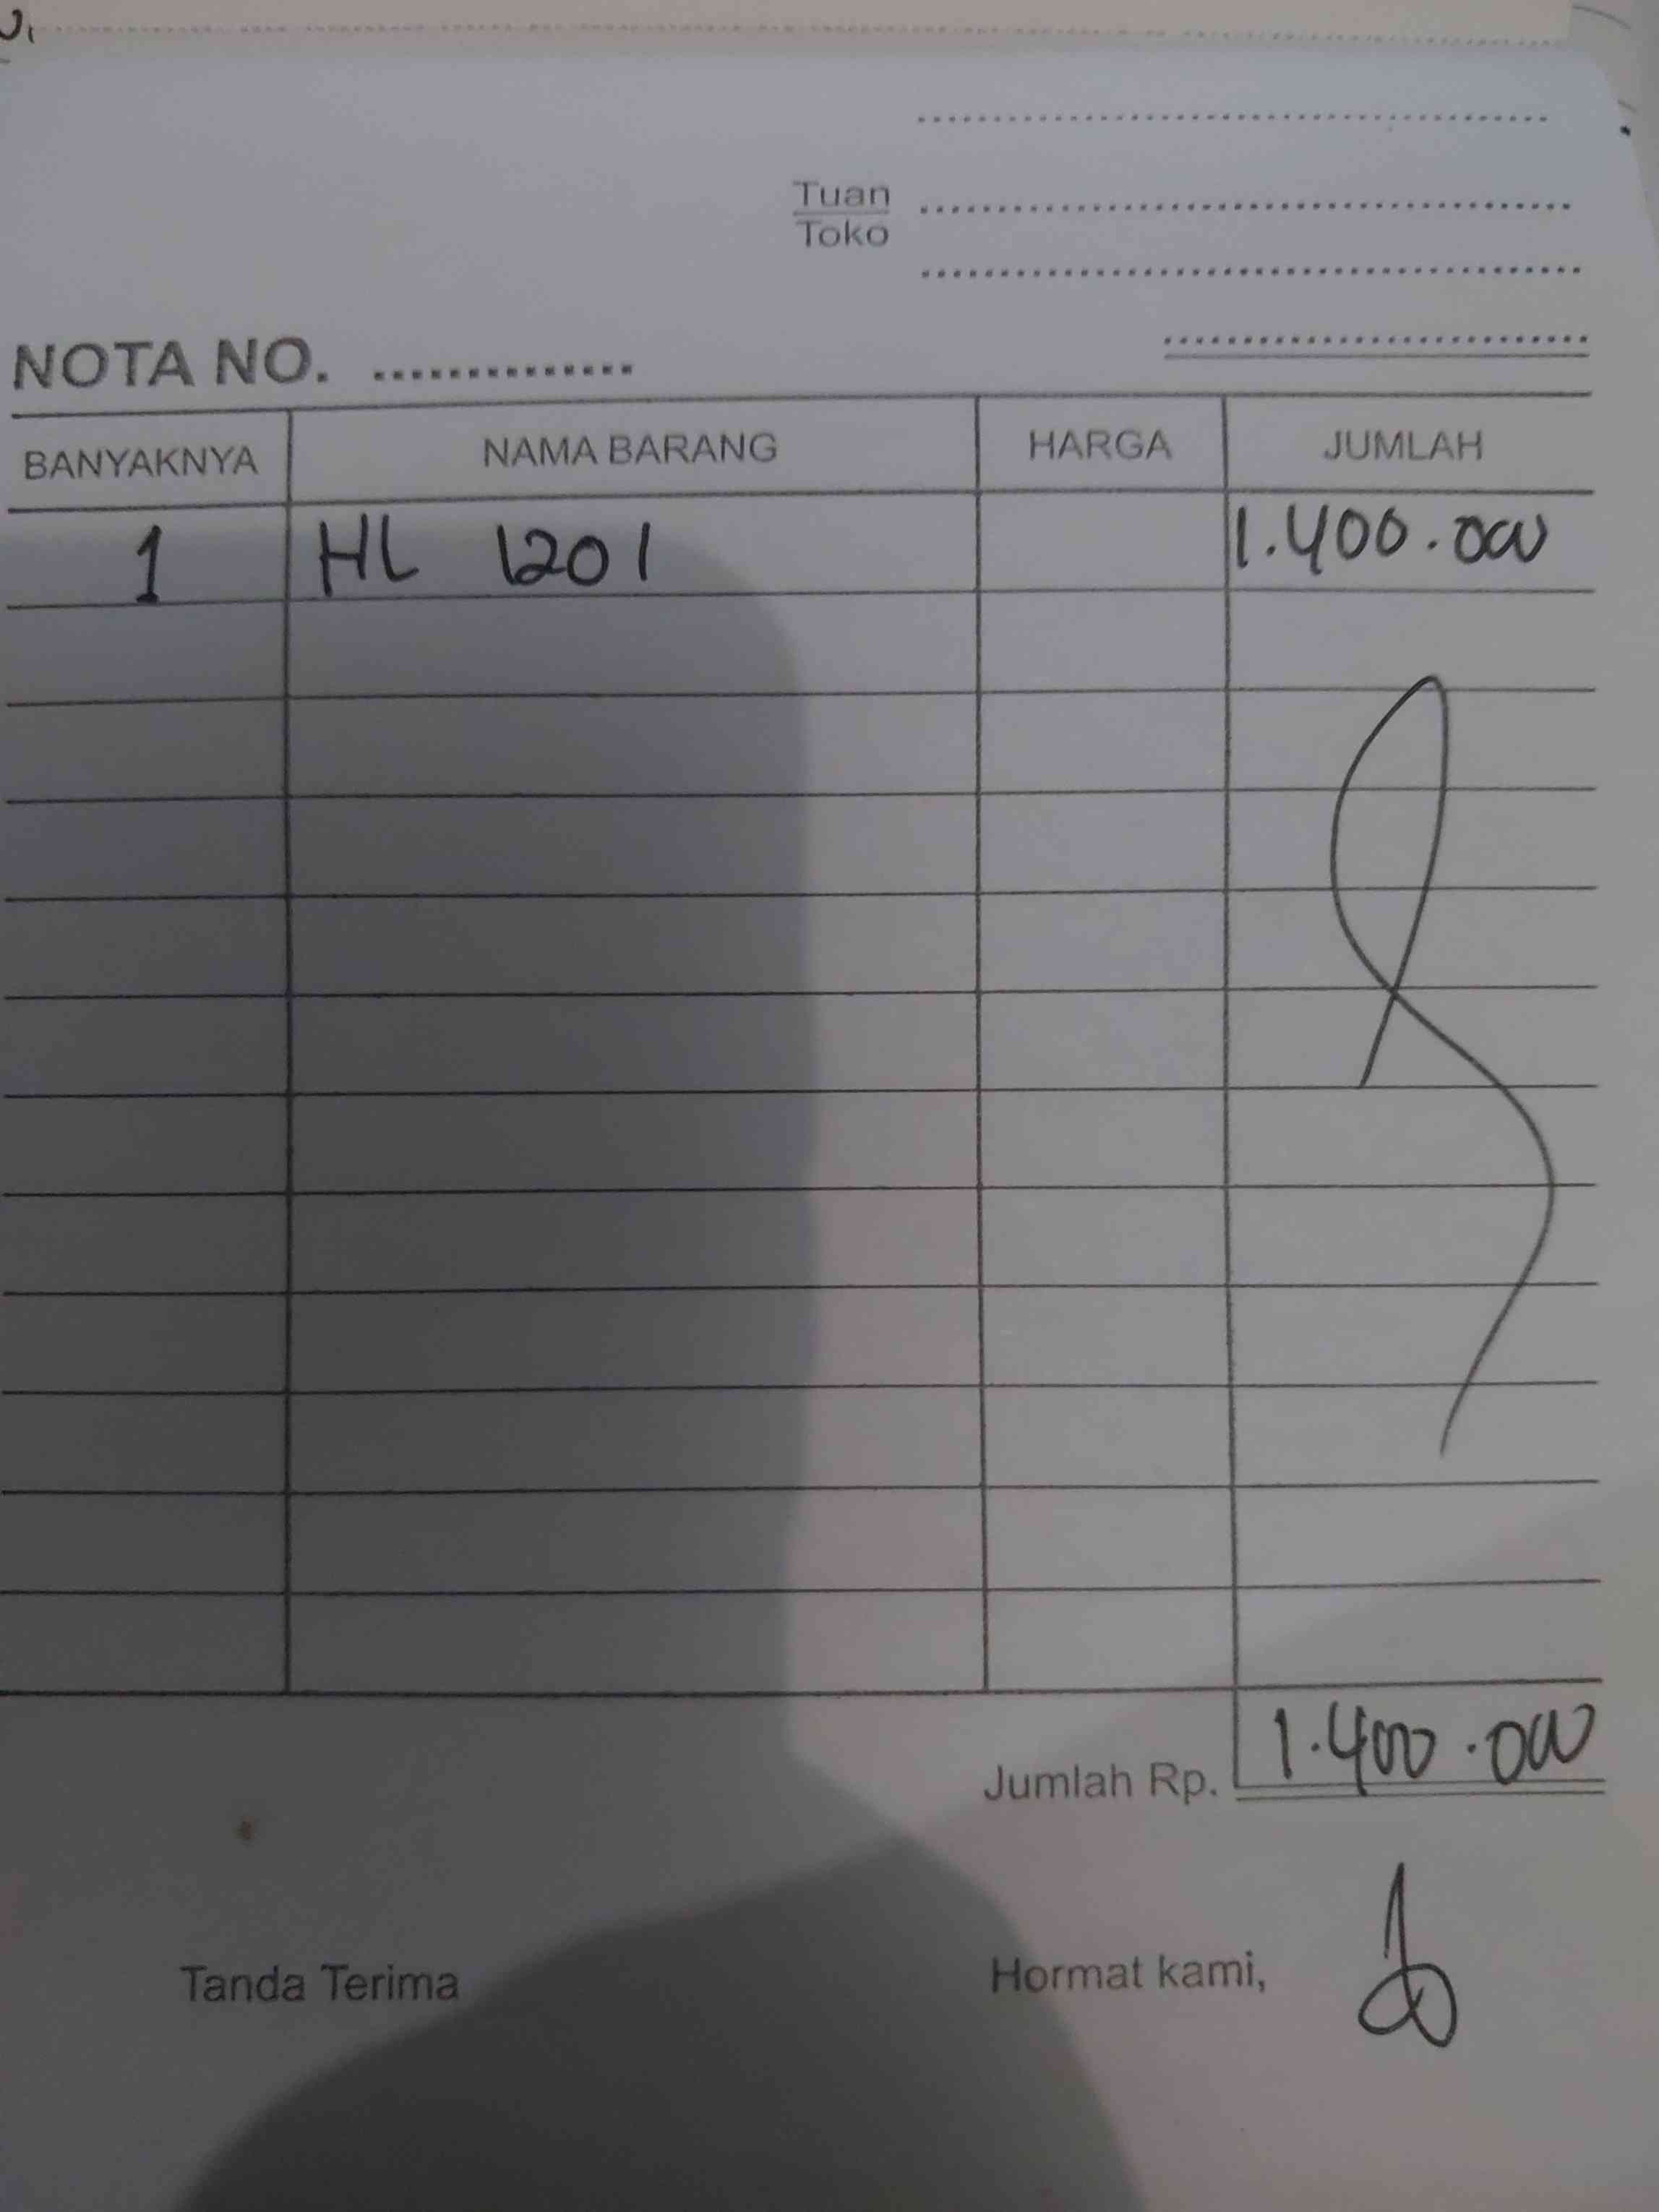 Tuan
Toko
NOTA NO. ..............
BANYAKNYA NAMA BARANG HARGA JUMLAH
1 HL 1201 1.400.000
Jumlah Rp. 1.400.000
Tanda Terima Hormat kami,